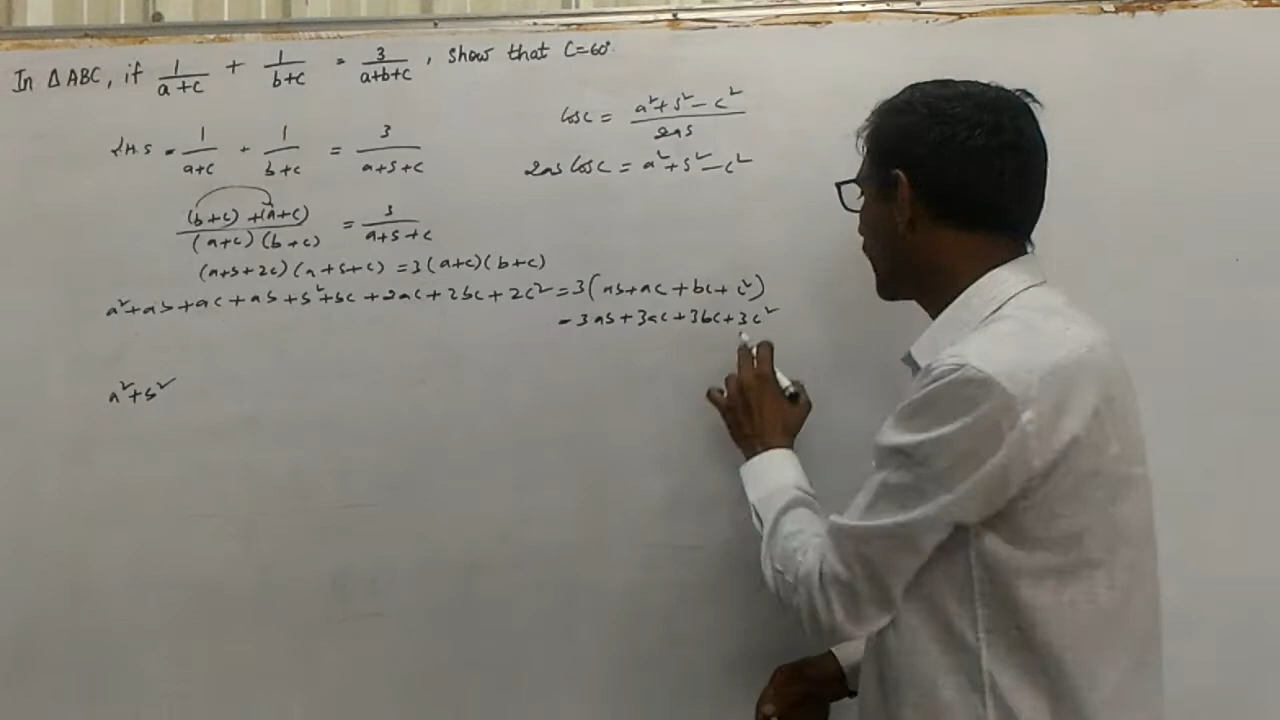 In △ABC, if 1/(a+c) + 1/(b+c) = 3/(a+b+c), show that C=60°.
L.H.S = 1/(a+c) + 1/(b+c) = 3/(a+b+c)
((b+c)+(a+c))/((a+c)(b+c)) = 3/(a+b+c)
(a+b+2c)(a+b+c) = 3(a+c)(b+c)
a²+ab+ac+ab+b²+bc+2ac+2bc+2c² = 3(ab+ac+bc+c²)
= 3ab+3ac+3bc+3c²
a²+b²
cosc = (a²+b²-c²)/2ab
2ab cosc = a²+b²-c²